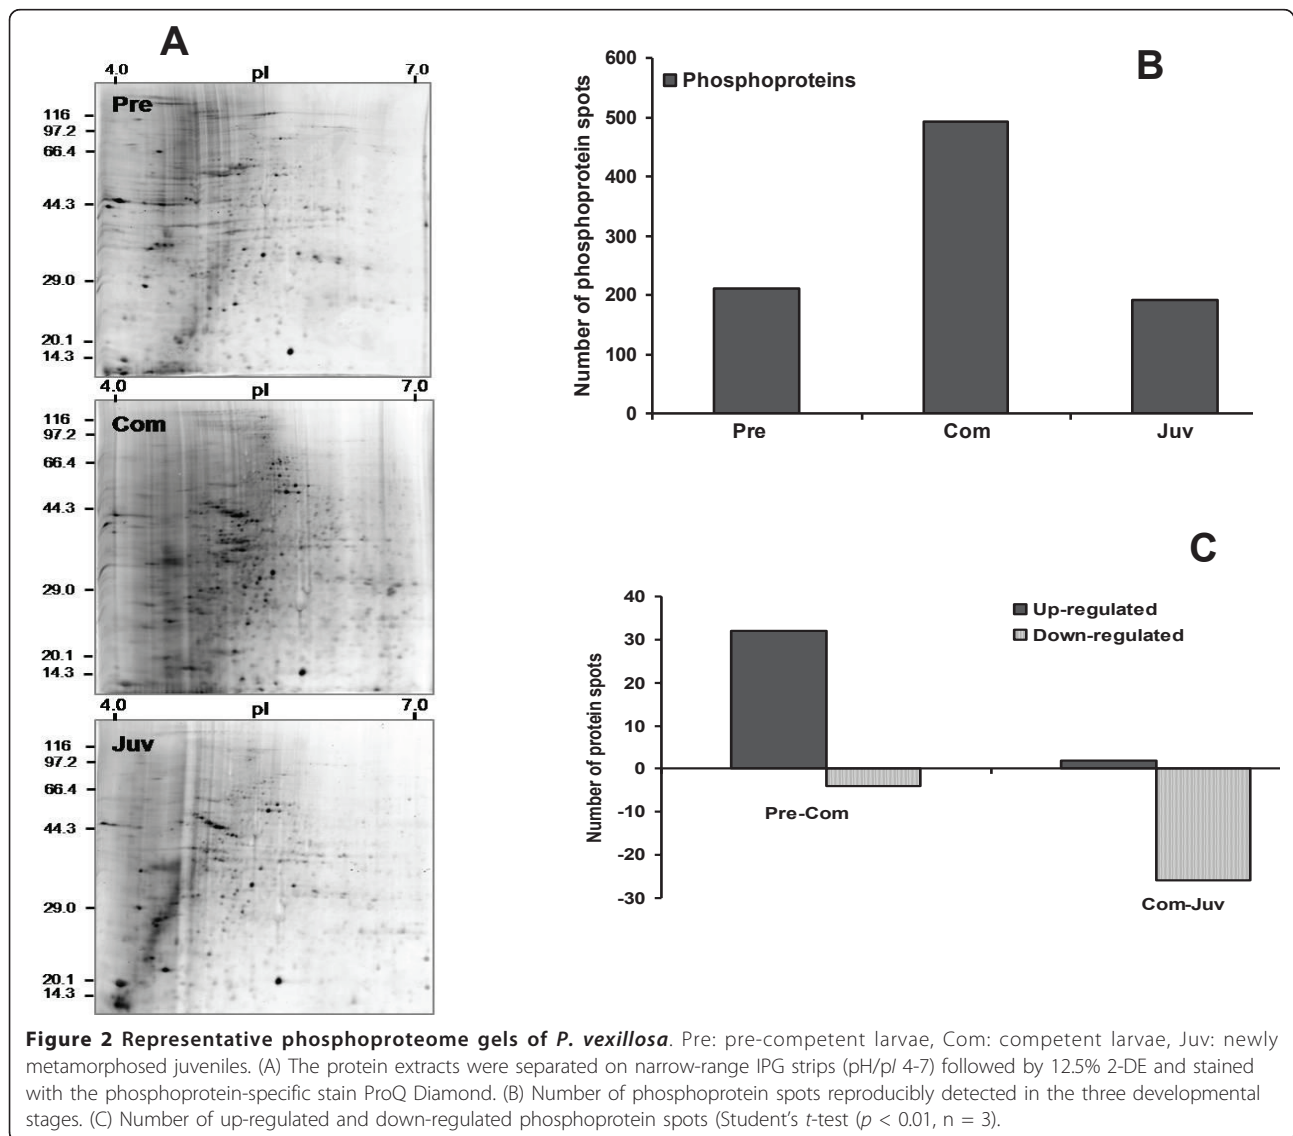 A
4.0 pI 7.0
Pre
116
97.2
66.4
44.3
29.0
20.1
14.3
4.0 pI 7.0
Com
116
97.2
66.4
44.3
29.0
20.1
14.3
4.0 pI 7.0
Juv
116
97.2
66.4
44.3
29.0
20.1
14.3
B
Phosphoproteins
Number of phosphoprotein spots
600
500
400
300
200
100
0
Pre Com Juv
C
Up-regulated
Down-regulated
Number of protein spots
40
30
20
10
0
-10
-20
-30
Pre-Com
Com-Juv
Figure 2 Representative phosphoproteome gels of P. vexillosa. Pre: pre-competent larvae, Com: competent larvae, Juv: newly
metamorphosed juveniles. (A) The protein extracts were separated on narrow-range IPG strips (pH/pI 4-7) followed by 12.5% 2-DE and stained
with the phosphoprotein-specific stain ProQ Diamond. (B) Number of phosphoprotein spots reproducibly detected in the three developmental
stages. (C) Number of up-regulated and down-regulated phosphoprotein spots (Student's t-test (p < 0.01, n = 3).